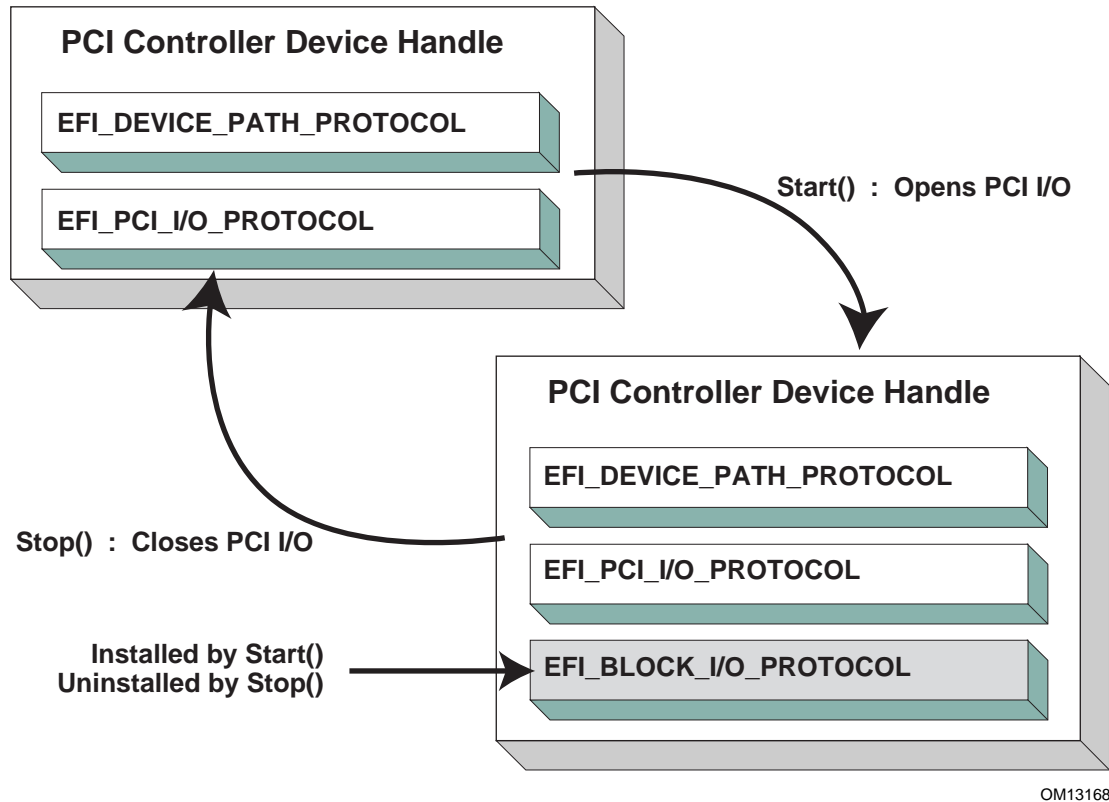 PCI Controller Device Handle
EFI_DEVICE_PATH_PROTOCOL
EFI_PCI_I/O_PROTOCOL
Start() : Opens PCI I/O
PCI Controller Device Handle
EFI_DEVICE_PATH_PROTOCOL
Stop() : Closes PCI I/O
EFI_PCI_I/O_PROTOCOL
Installed by Start()
Uninstalled by Stop()
EFI_BLOCK_I/O_PROTOCOL
OM13168